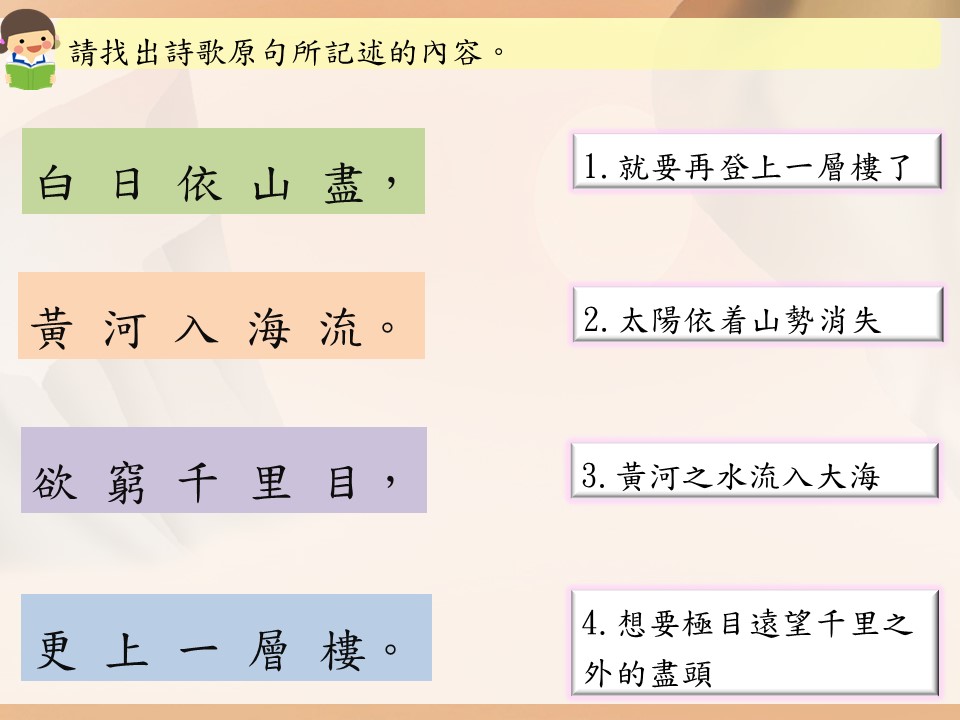 請找出詩歌原句所記述的內容。
白日依山盡，
1.就要再登上一層樓了
黃河入海流。
2.太陽依着山勢消失
欲窮千里目，
3.黃河之水流入大海
更上一層樓。
4.想要極目遠望千里之
外的盡頭